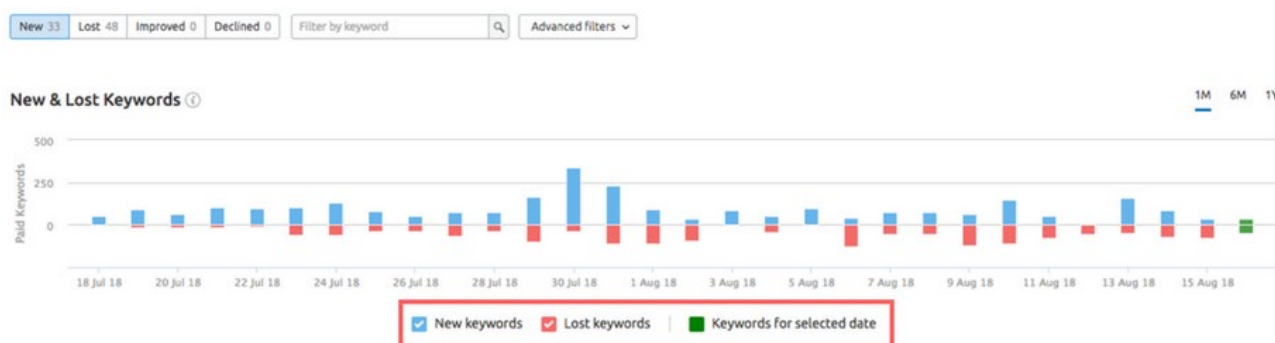 New 33 Lost 48 Improved 0 Declined 0 Filter by keyword Advanced filters
New & Lost Keywords
1M 6M 1Y
500
250
0
Paid Keywords
18 Jul 18 20 Jul 18 22 Jul 18 24 Jul 18 26 Jul 18 28 Jul 18 30 Jul 18 1 Aug 18 3 Aug 18 5 Aug 18 7 Aug 18 9 Aug 18 11 Aug 18 13 Aug 18 15 Aug 18
New keywords Lost keywords Keywords for selected date